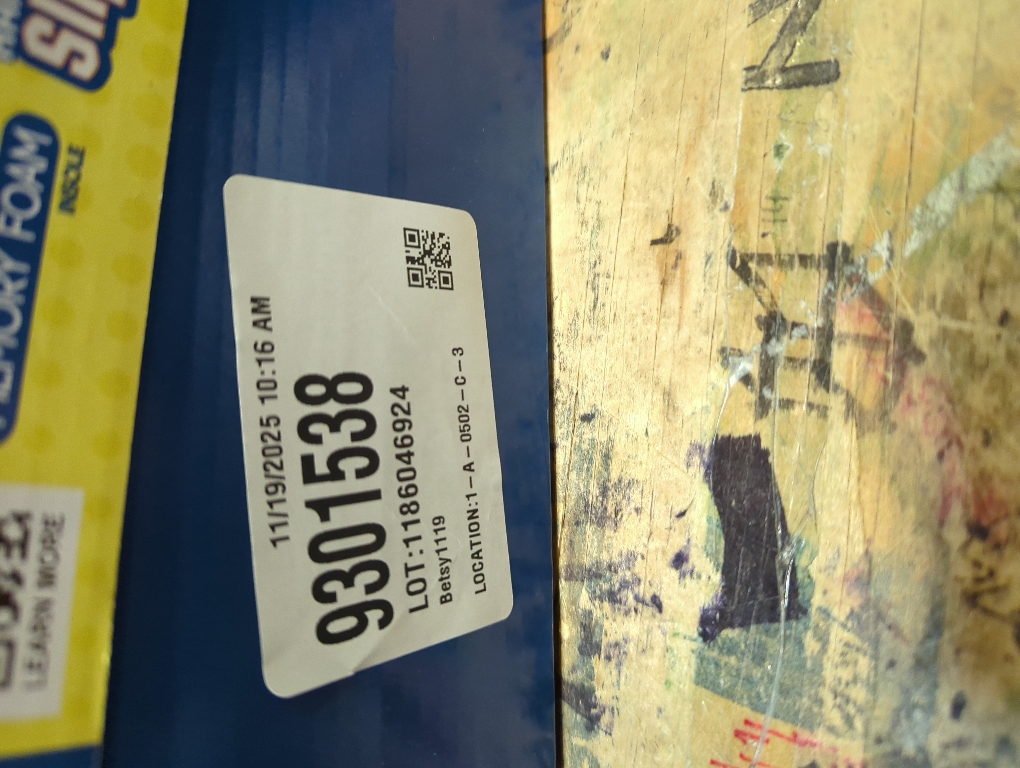 MEMORY FOAM
INSOLE
LEARN MORE
11/19/2025 10:16 AM
9301538
LOT:1186046924
Betsy1119
LOCATION:1-A-0502-C-3